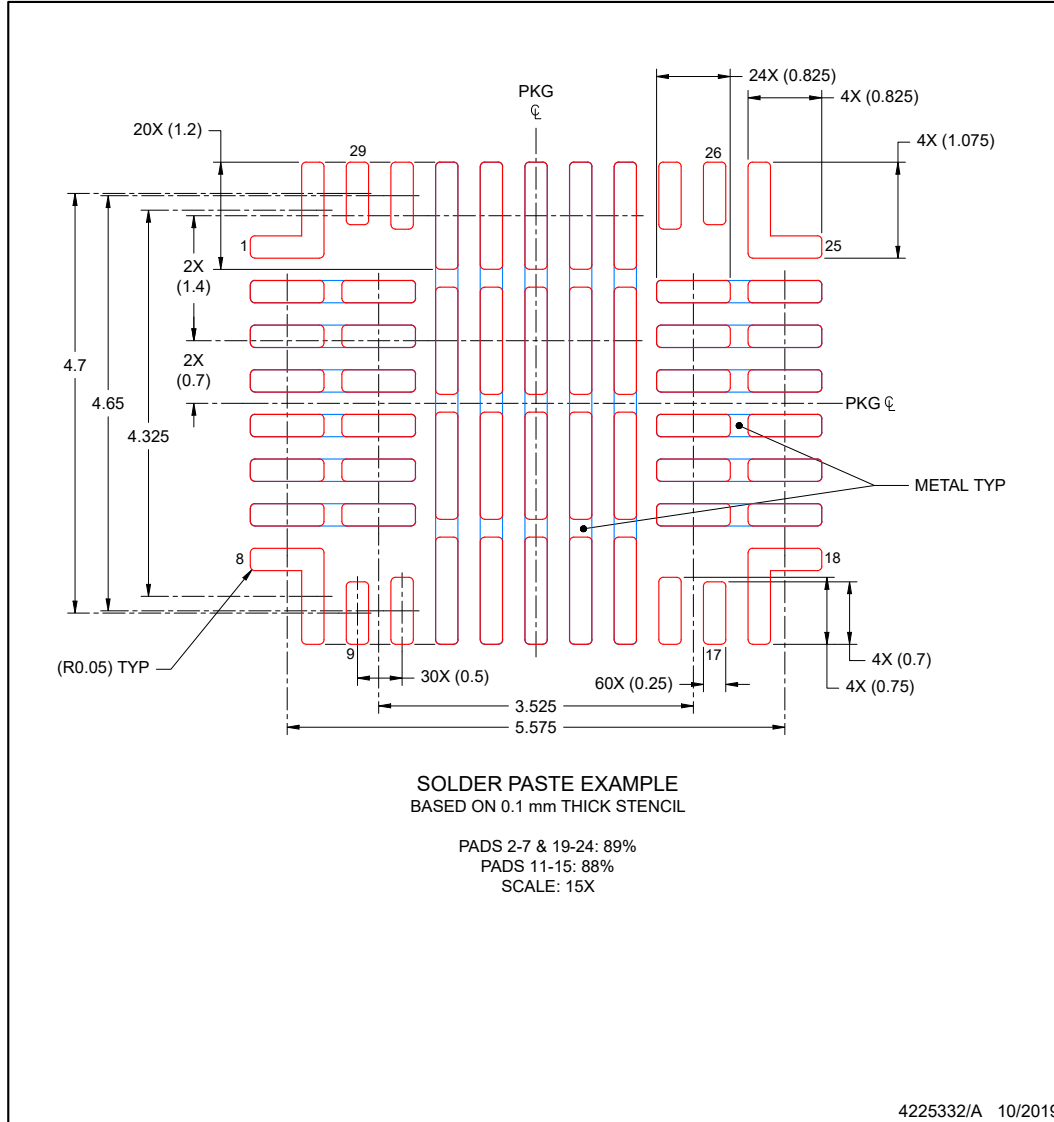 24X (0.825)
PKG
℄
4X (0.825)
20X (1.2)
4X (1.075)
29
26
1
25
2X
(1.4)
2X
(0.7)
4.7
4.65
4.325
PKG ℄
METAL TYP
8
18
(R0.05) TYP
9
17
30X (0.5)
60X (0.25)
4X (0.7)
4X (0.75)
3.525
5.575
SOLDER PASTE EXAMPLE
BASED ON 0.1 mm THICK STENCIL
PADS 2-7 & 19-24: 89%
PADS 11-15: 88%
SCALE: 15X
4225332/A 10/2019